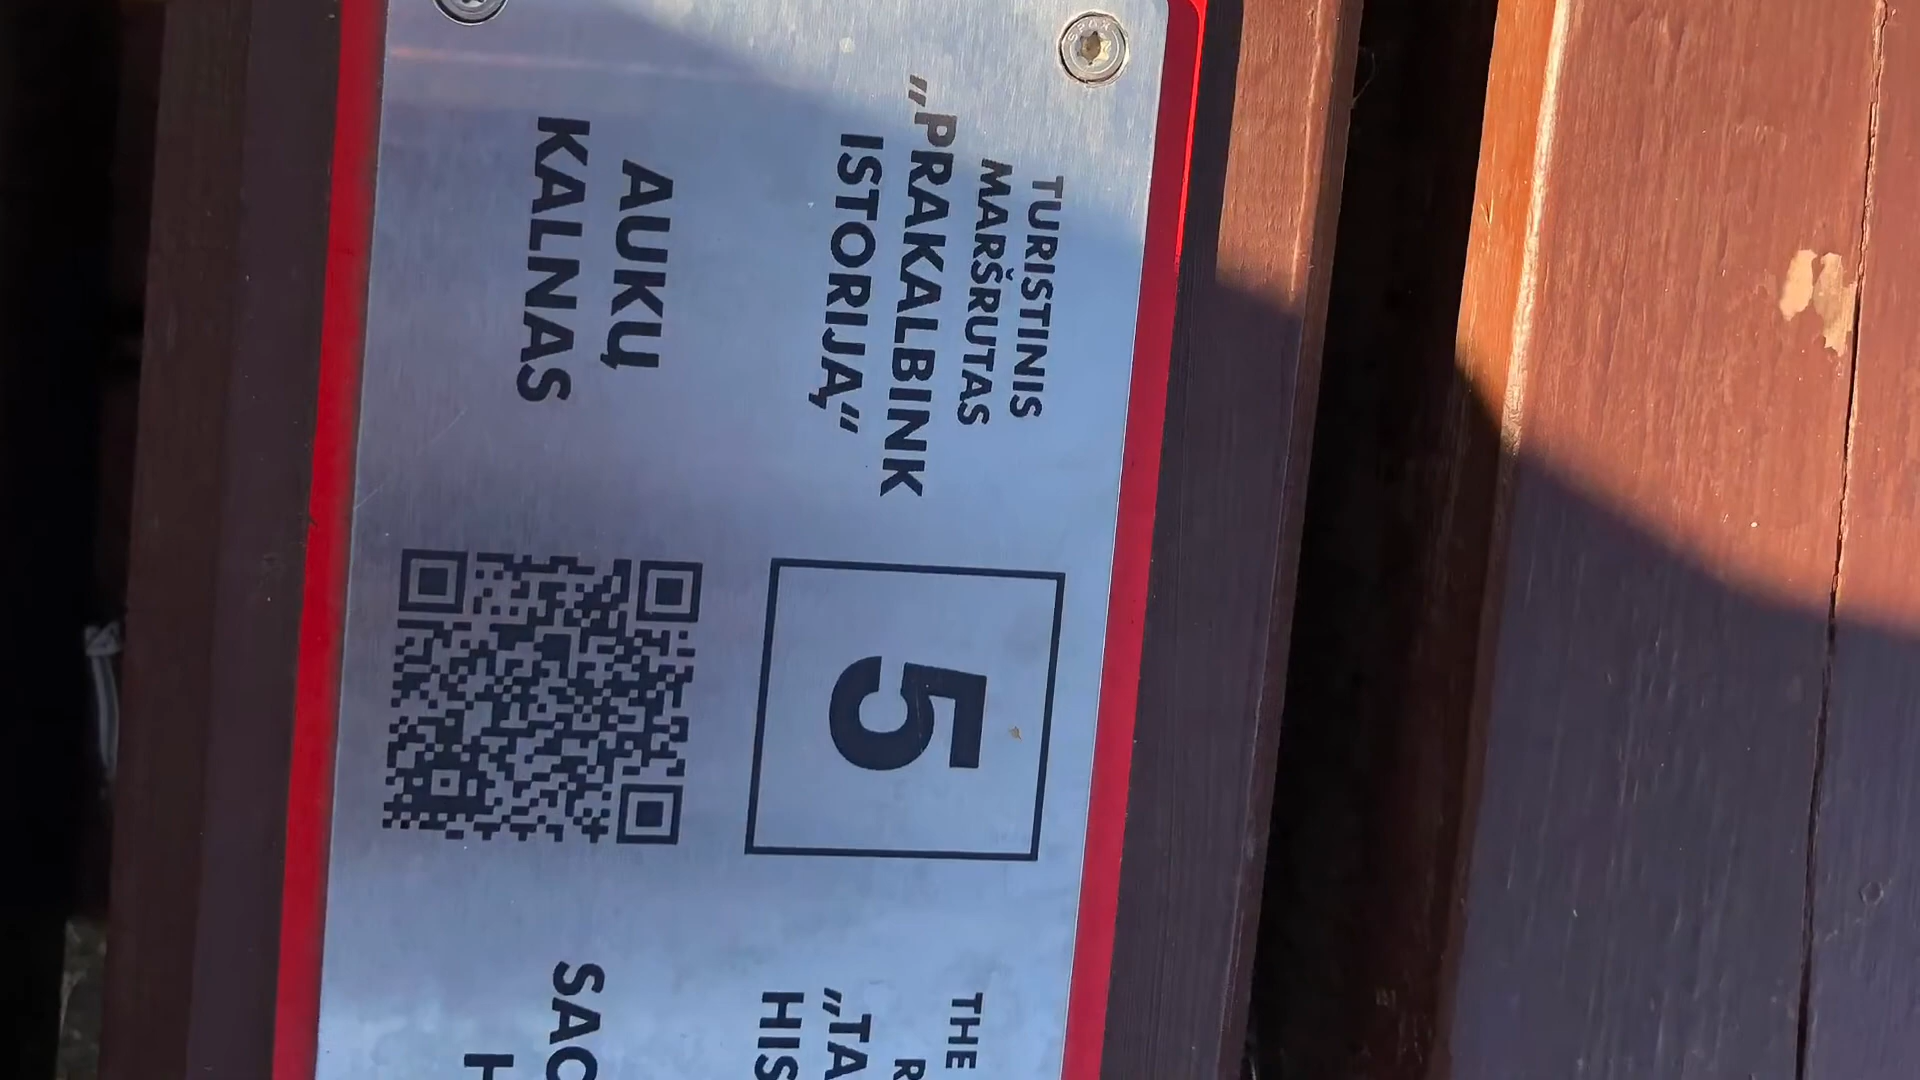 TURISTINIS
MARŠRUTAS
„PRAKALBINK
ISTORIJĄ“
AUKŲ
KALNAS
5
THE
R
„TA
HIS
SAC
H